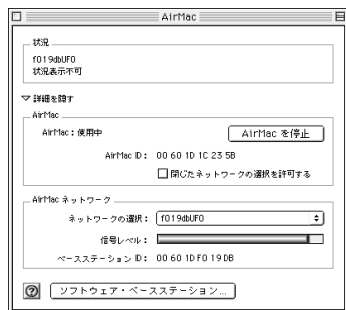 AirMac
状況
f019dbUF0
状況表示不可
詳細を隠す
AirMac
AirMac：使用中
AirMac を停止
AirMac ID： 00 60 1D 1C 23 5B
閉じたネットワークの選択を許可する
AirMac ネットワーク
ネットワークの選択： f019dbUF0
信号レベル：
ベースステーション ID： 00 60 1D F0 19 DB
ソフトウェア・ベースステーション...